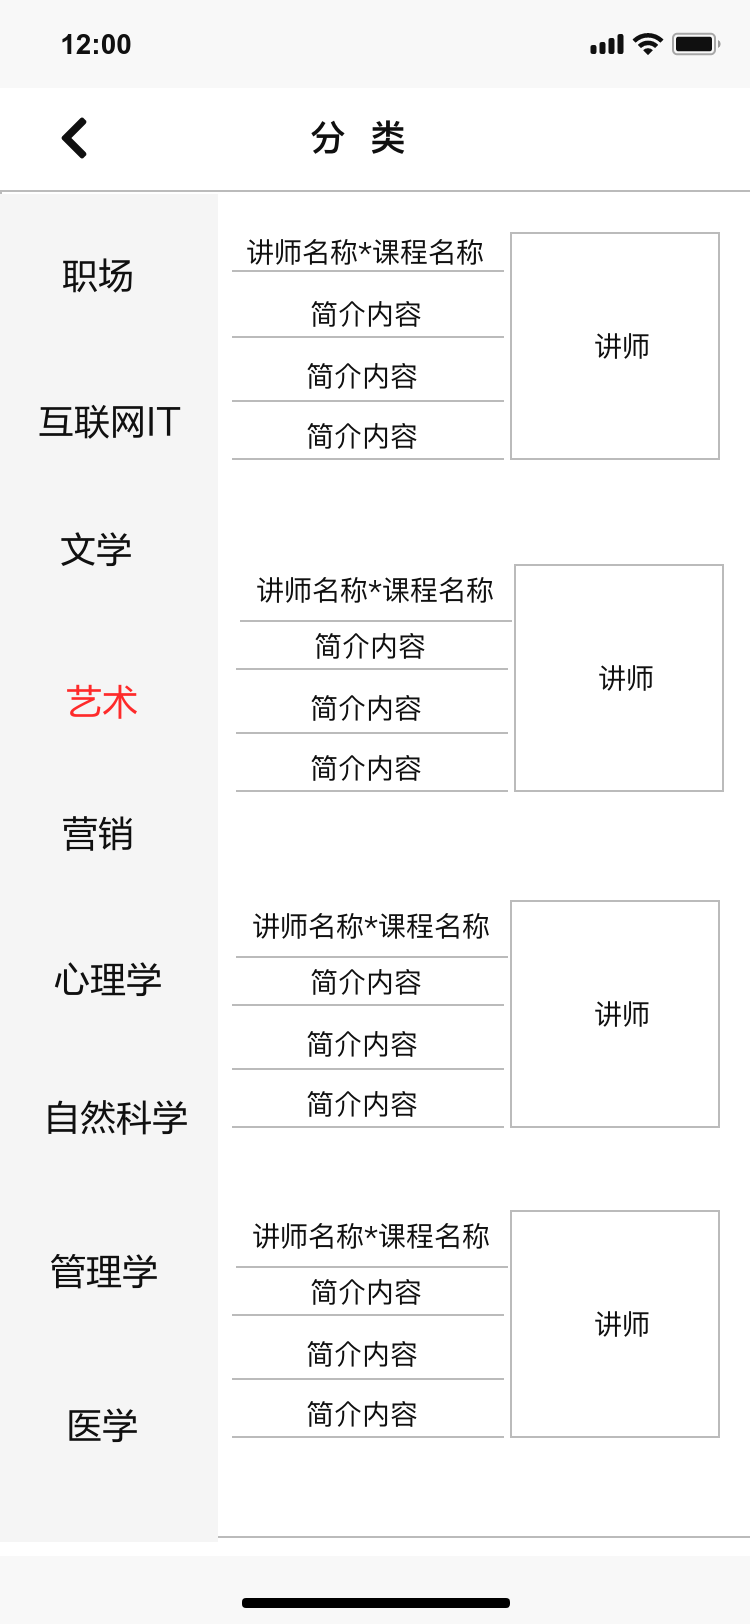 12:00
分 类
职场
互联网IT
文学
艺术
营销
心理学
自然科学
管理学
医学
讲师名称*课程名称
简介内容
简介内容
简介内容
讲师
讲师名称*课程名称
简介内容
简介内容
简介内容
讲师
讲师名称*课程名称
简介内容
简介内容
简介内容
讲师
讲师名称*课程名称
简介内容
简介内容
简介内容
讲师